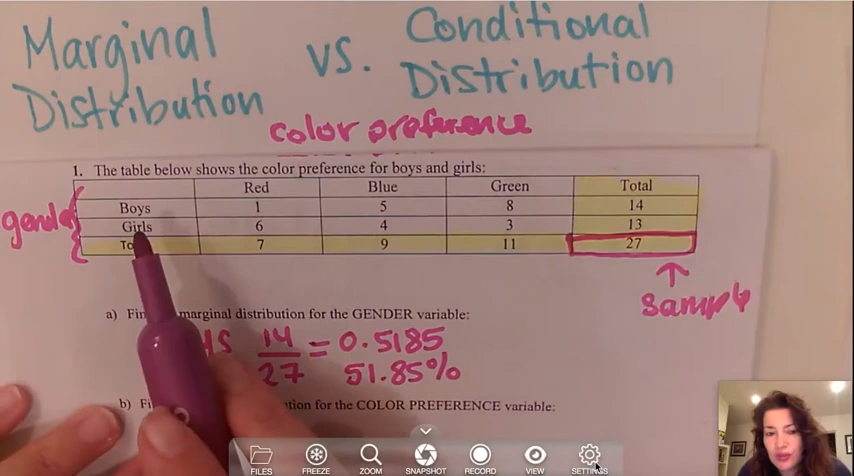 Marginal Distribution
vs.
Conditional Distribution
color preference
1. The table below shows the color preference for boys and girls:
Red Blue Green Total
gender
Boys 1 5 8 14
Girls 6 4 3 13
7 9 11 27
sample
a) marginal distribution for the GENDER variable:
14/27 = 0.5185
51.85%
b) for the COLOR PREFERENCE variable:
FILES FREEZE ZOOM SNAPSHOT RECORD VIEW SETTINGS